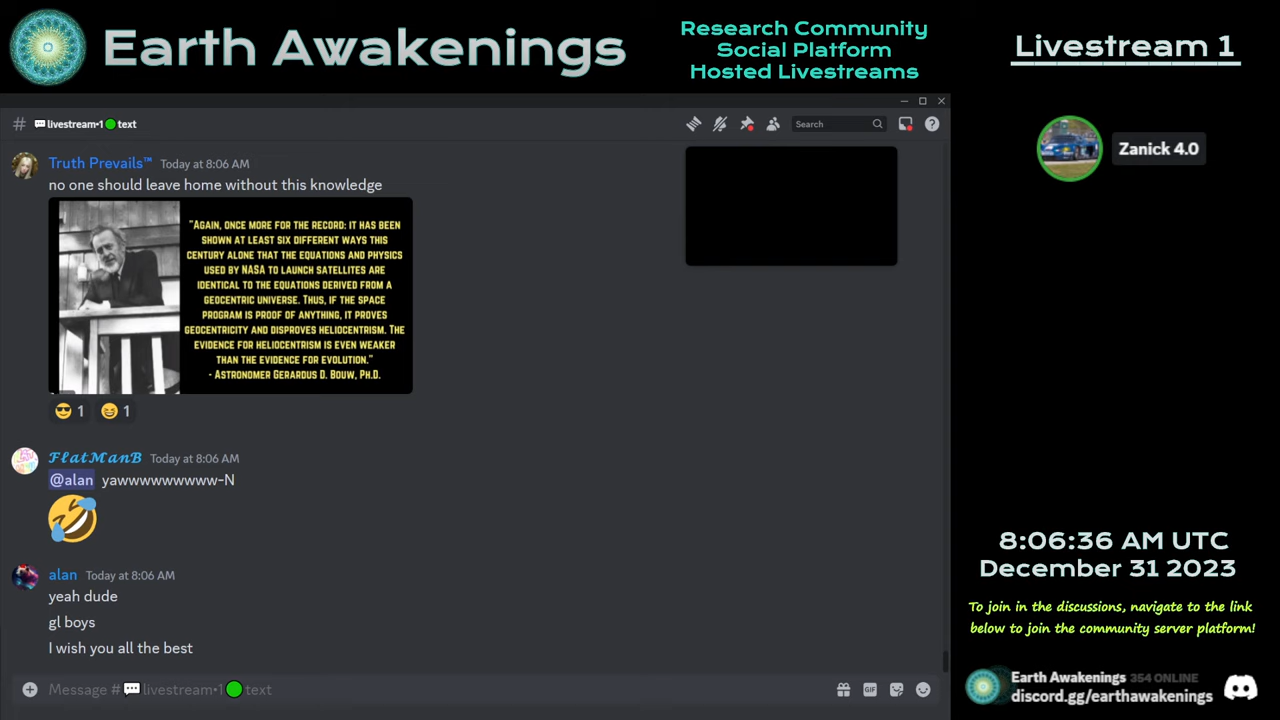 Earth Awakenings
Research Community
Social Platform
Hosted Livestreams
Livestream 1
# 💬livestream•1🟢text
Search
Zanick 4.0
Truth Prevails™ Today at 8:06 AM
no one should leave home without this knowledge
"AGAIN, ONCE MORE FOR THE RECORD: IT HAS BEEN
SHOWN AT LEAST SIX DIFFERENT WAYS THIS
CENTURY ALONE THAT THE EQUATIONS AND PHYSICS
USED BY NASA TO LAUNCH SATELLITES ARE
IDENTICAL TO THE EQUATIONS DERIVED FROM A
GEOCENTRIC UNIVERSE. THUS, IF THE SPACE
PROGRAM IS PROOF OF ANYTHING, IT PROVES
GEOCENTRICITY AND DISPROVES HELIOCENTRISM. THE
EVIDENCE FOR HELIOCENTRISM IS EVEN WEAKER
THAN THE EVIDENCE FOR EVOLUTION."
- ASTRONOMER GERARDUS D. BOUW, PH.D.
😎 1 😆 1
FlatManB Today at 8:06 AM
@alan yawwwwwwwwww-N
🤣
alan Today at 8:06 AM
yeah dude
gl boys
I wish you all the best
Message #💬livestream•1🟢text
GIF
8:06:36 AM UTC
December 31 2023
To join in the discussions, navigate to the link
below to join the community server platform!
Earth Awakenings 354 ONLINE
discord.gg/earthawakenings